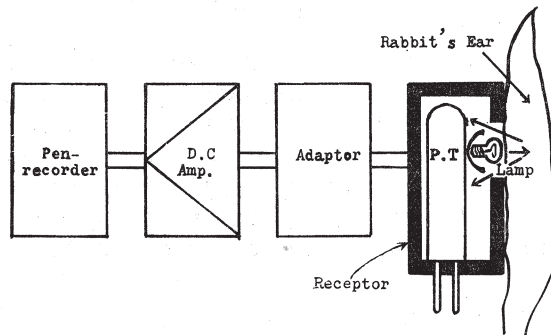 Rabbit's Ear
Pen-
recorder
D.C
Amp.
Adaptor
P.T
Lamp
Receptor